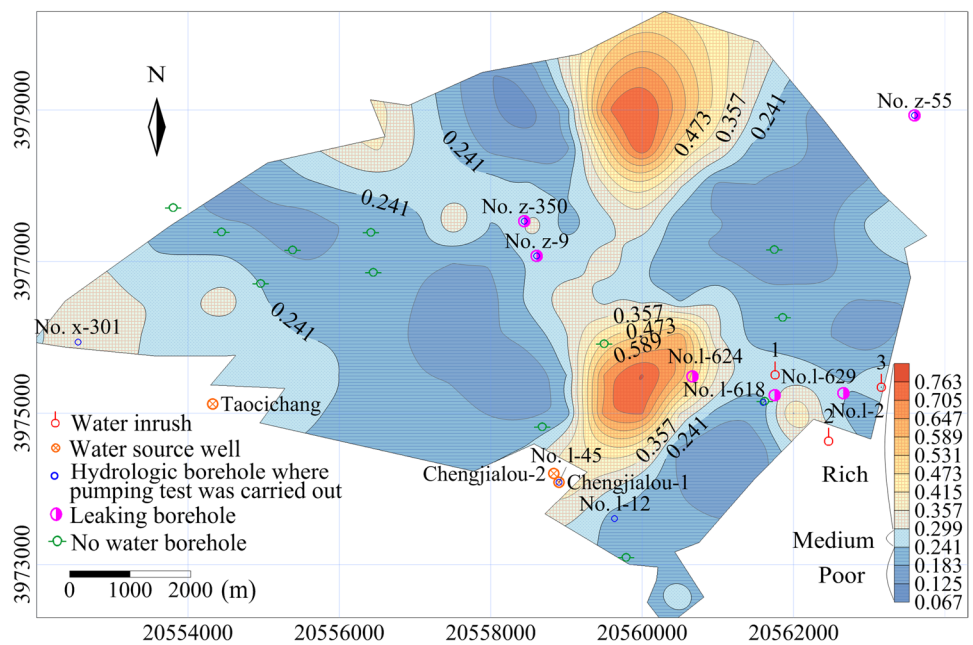 N
3979000
3977000
3975000
3973000
0.473
0.357
0.241
No. z-55
0.241
0.241
No. z-350
No. z-9
0.241
No. x-301
0.357
0.473
0.589
No.l-624
1
No.l-629
3
No. l-618
No.l-2
2
Taocichang
0.357
0.241
No. l-45
Chengjialou-2
Chengjialou-1
No. l-12
Water inrush
Water source well
Hydrologic borehole where
pumping test was carried out
Leaking borehole
No water borehole
0 1000 2000 (m)
Rich
Medium
Poor
0.763
0.705
0.647
0.589
0.531
0.473
0.415
0.357
0.299
0.241
0.183
0.125
0.067
20554000 20556000 20558000 20560000 20562000